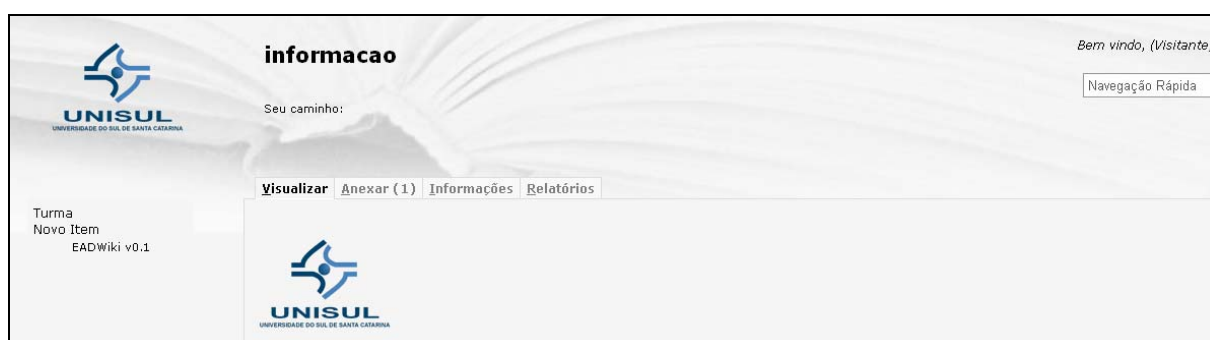 informacao
Bem vindo, (Visitante,
Navegação Rápida
Seu caminho:
UNISUL
UNIVERSIDADE DO SUL DE SANTA CATARINA
Visualizar Anexar (1) Informações Relatórios
Turma
Novo Item
EADWiki v0.1
UNISUL
UNIVERSIDADE DO SUL DE SANTA CATARINA